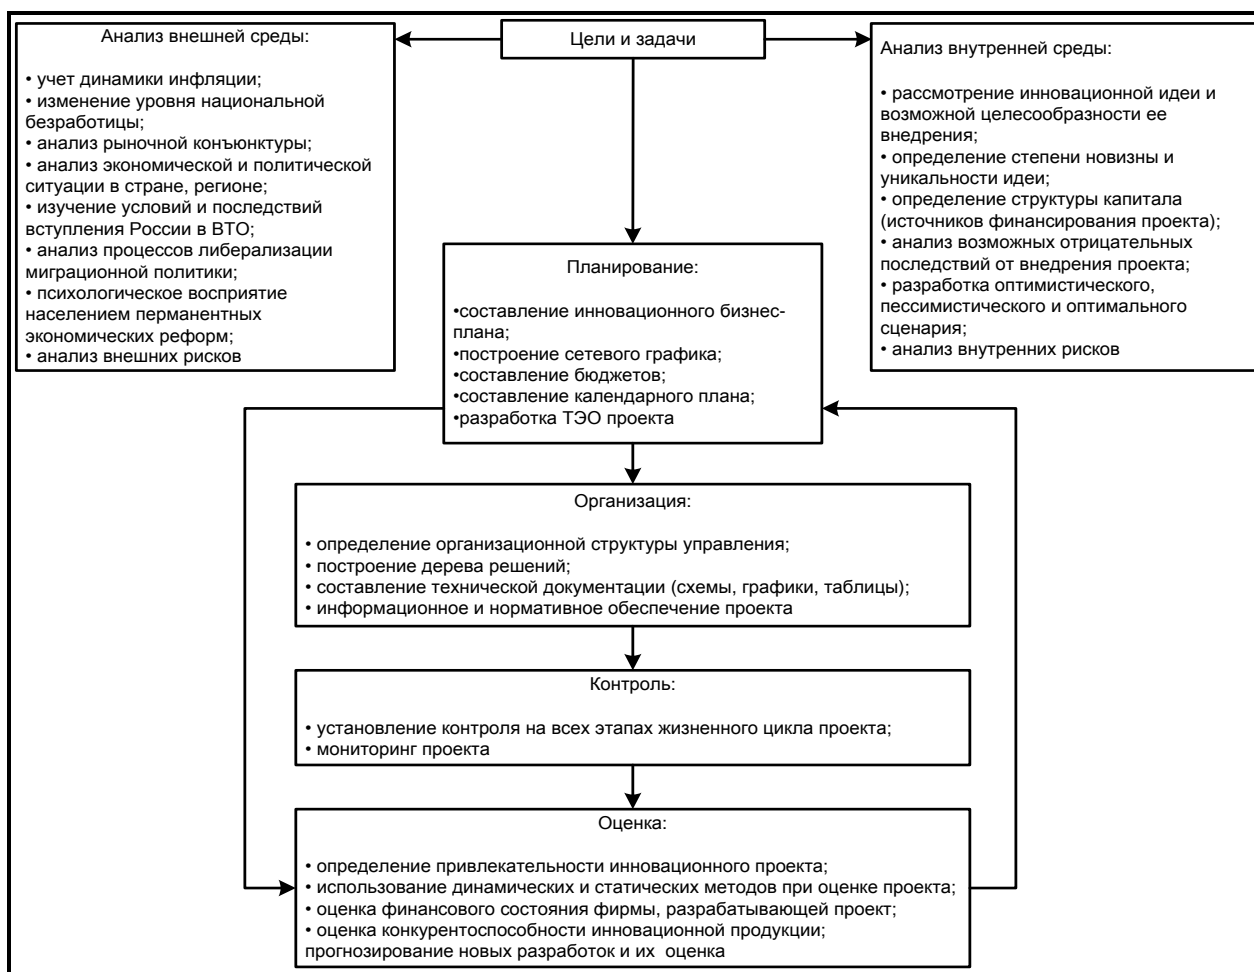 Анализ внешней среды:
• учет динамики инфляции;
• изменение уровня национальной
безработицы;
• анализ рыночной конъюнктуры;
• анализ экономической и политической
ситуации в стране, регионе;
• изучение условий и последствий
вступления России в ВТО;
• анализ процессов либерализации
миграционной политики;
• психологическое восприятие
населением перманентных
экономических реформ;
• анализ внешних рисков
Цели и задачи
Анализ внутренней среды:
• рассмотрение инновационной идеи и
возможной целесообразности ее
внедрения;
• определение степени новизны и
уникальности идеи;
• определение структуры капитала
(источников финансирования проекта);
• анализ возможных отрицательных
последствий от внедрения проекта;
• разработка оптимистического,
пессимистического и оптимального
сценария;
• анализ внутренних рисков
Планирование:
•составление инновационного бизнес-
плана;
•построение сетевого графика;
•составление бюджетов;
•составление календарного плана;
•разработка ТЭО проекта
Организация:
• определение организационной структуры управления;
• построение дерева решений;
• составление технической документации (схемы, графики, таблицы);
• информационное и нормативное обеспечение проекта
Контроль:
• установление контроля на всех этапах жизненного цикла проекта;
• мониторинг проекта
Оценка:
• определение привлекательности инновационного проекта;
• использование динамических и статических методов при оценке проекта;
• оценка финансового состояния фирмы, разрабатывающей проект;
• оценка конкурентоспособности инновационной продукции;
прогнозирование новых разработок и их оценка